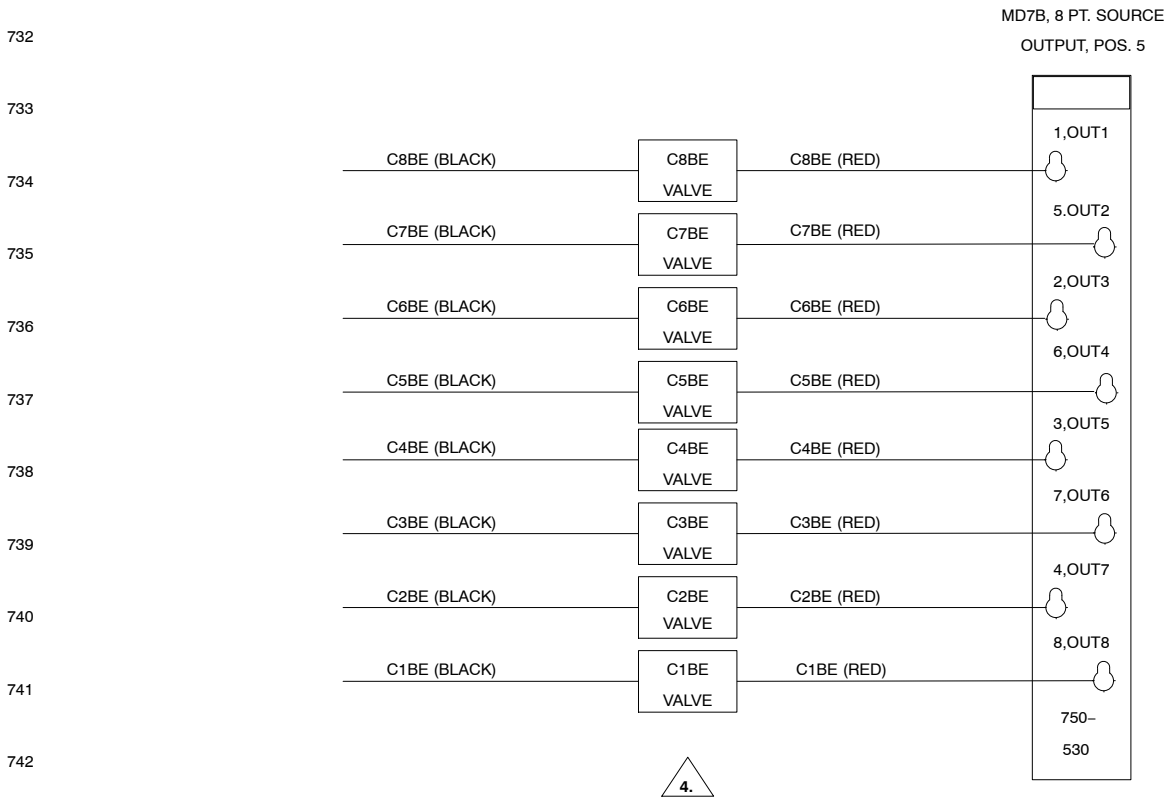 MD7B, 8 PT. SOURCE
732
OUTPUT, POS. 5
733
1,OUT1
C8BE (BLACK) C8BE C8BE (RED)
734
VALVE
5.OUT2
C7BE (BLACK) C7BE C7BE (RED)
735
VALVE
2,OUT3
C6BE (BLACK) C6BE C6BE (RED)
736
VALVE
6,OUT4
C5BE (BLACK) C5BE C5BE (RED)
737
VALVE
3,OUT5
C4BE (BLACK) C4BE C4BE (RED)
738
VALVE
7,OUT6
C3BE (BLACK) C3BE C3BE (RED)
739
VALVE
4,OUT7
C2BE (BLACK) C2BE C2BE (RED)
740
VALVE
8,OUT8
C1BE (BLACK) C1BE C1BE (RED)
741
VALVE
750–
530
742
4.